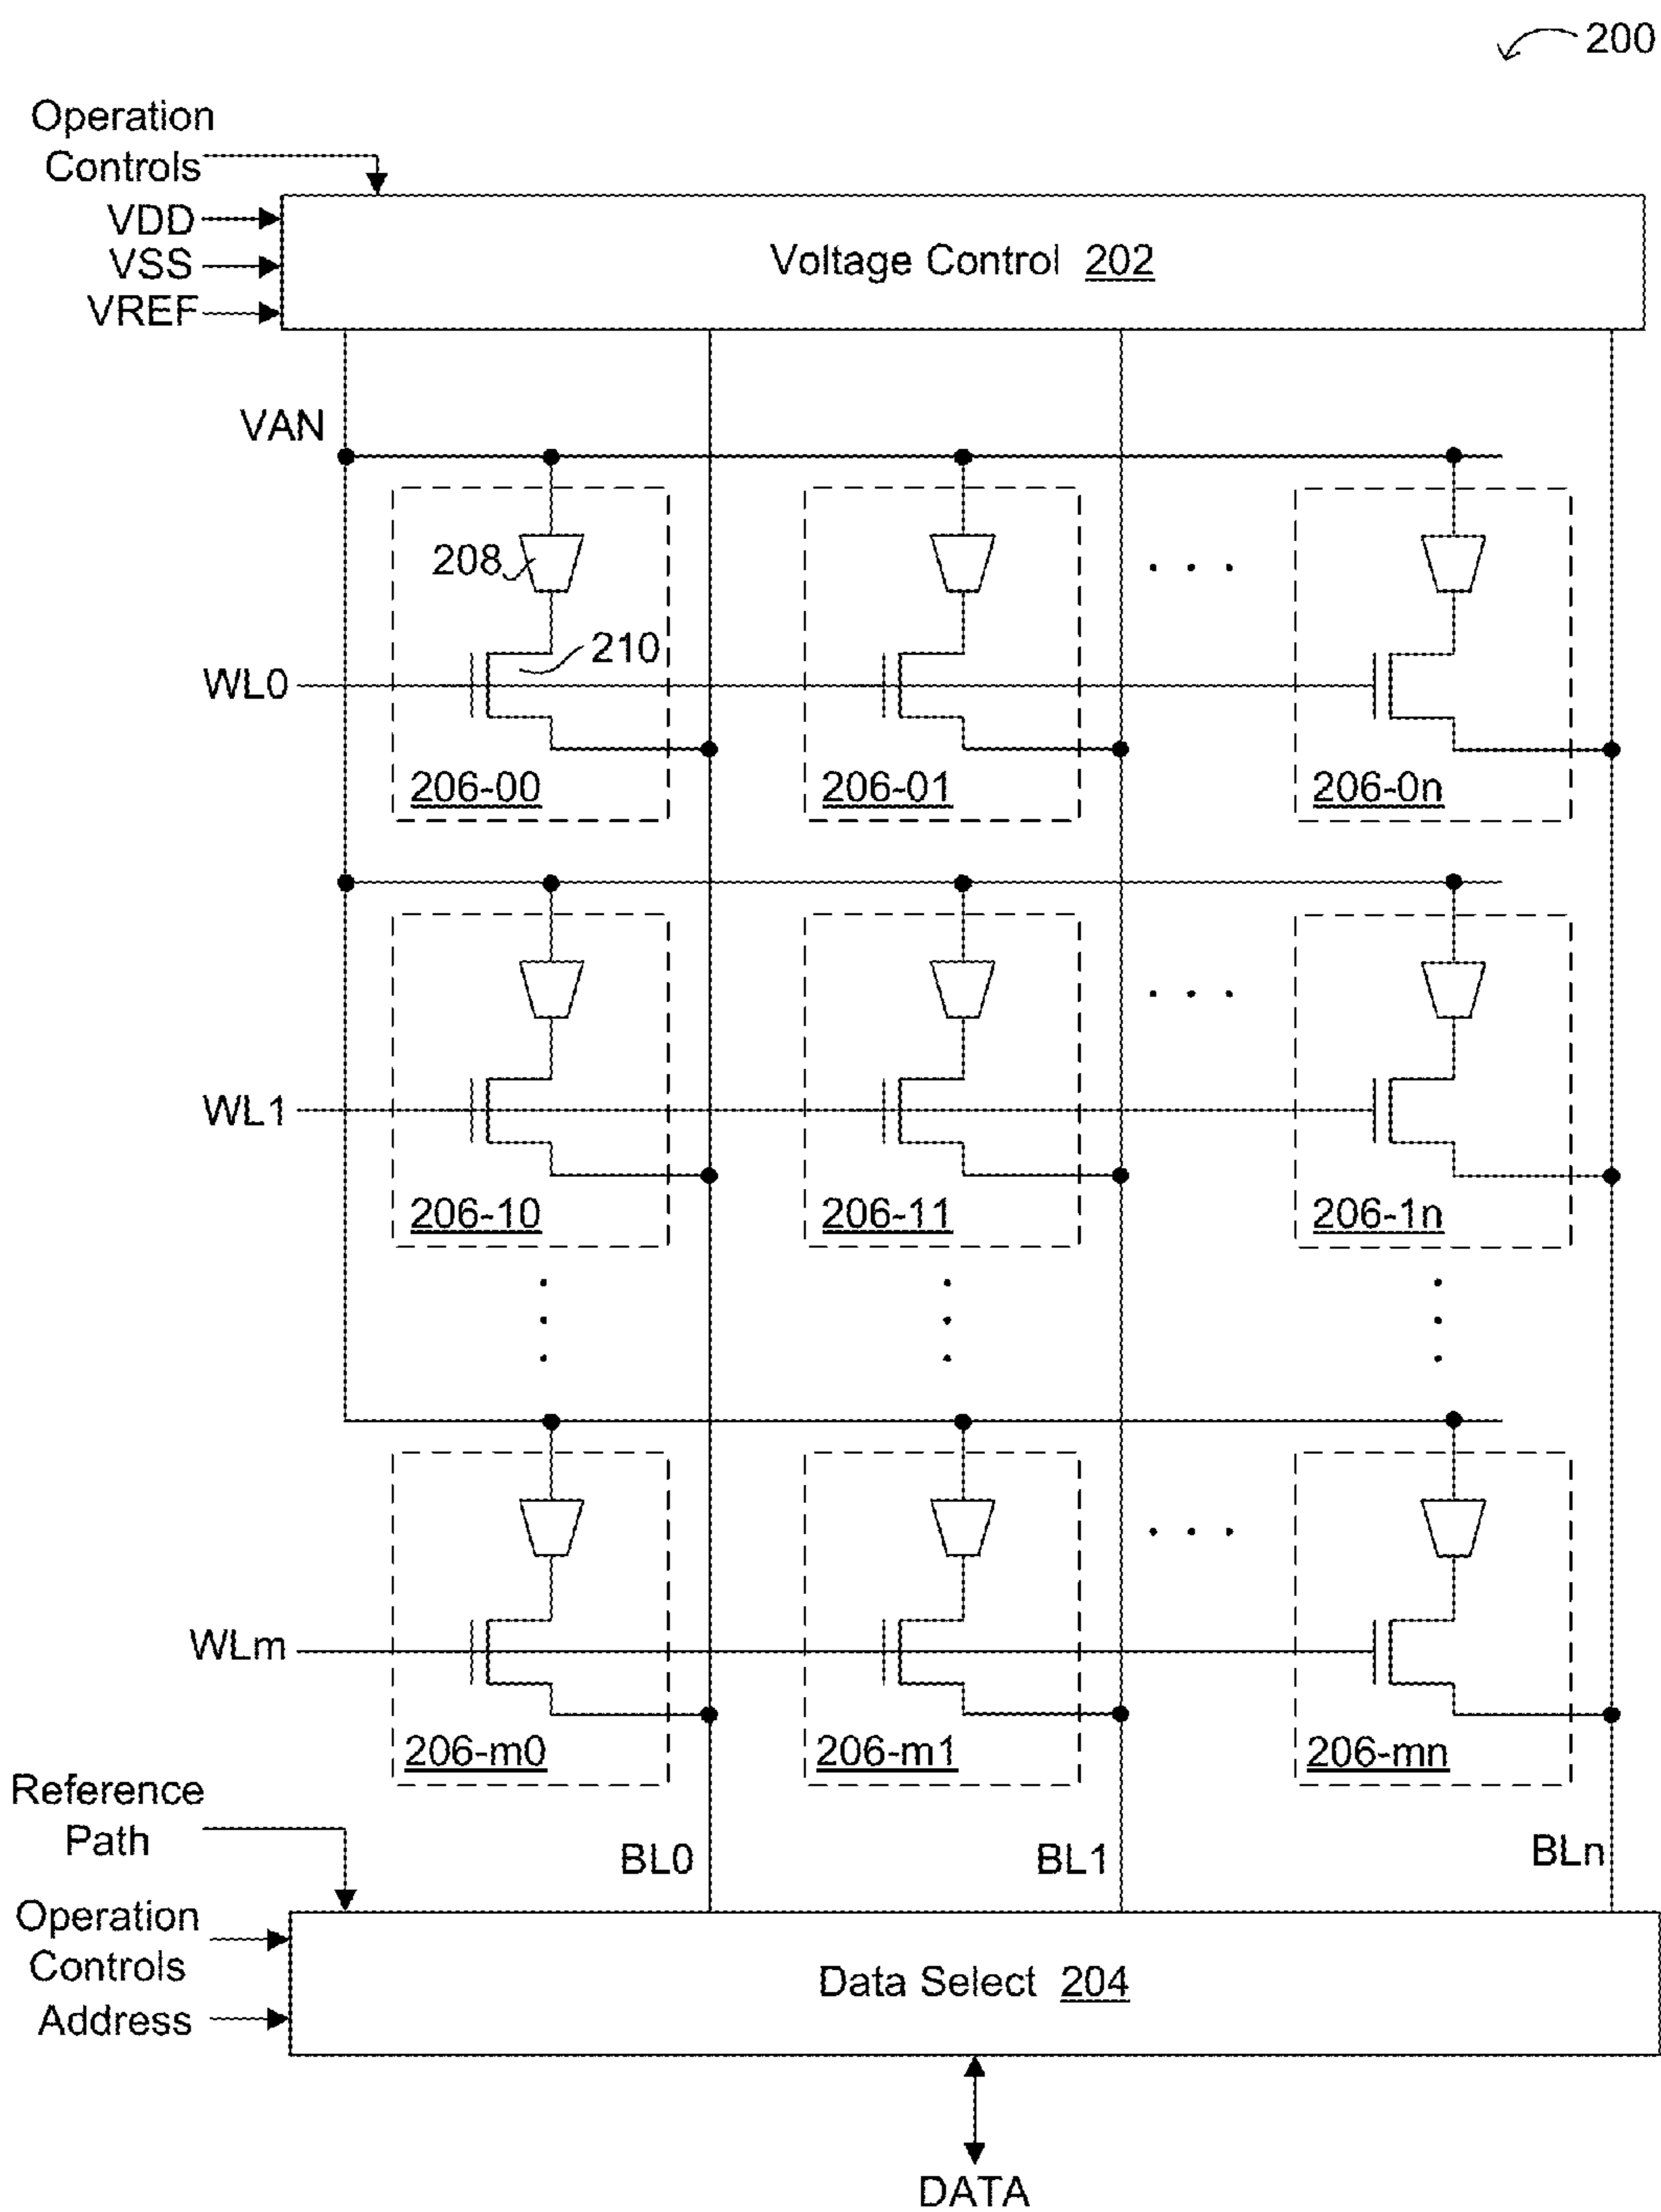 200
Operation
Controls
VDD
VSS
VREF
Voltage Control 202
VAN
208
210
WL0
206-00 206-01 206-0n
WL1
206-10 206-11 206-1n
WLm
206-m0 206-m1 206-mn
Reference
Path
BL0 BL1 BLn
Operation
Controls
Address
Data Select 204
DATA